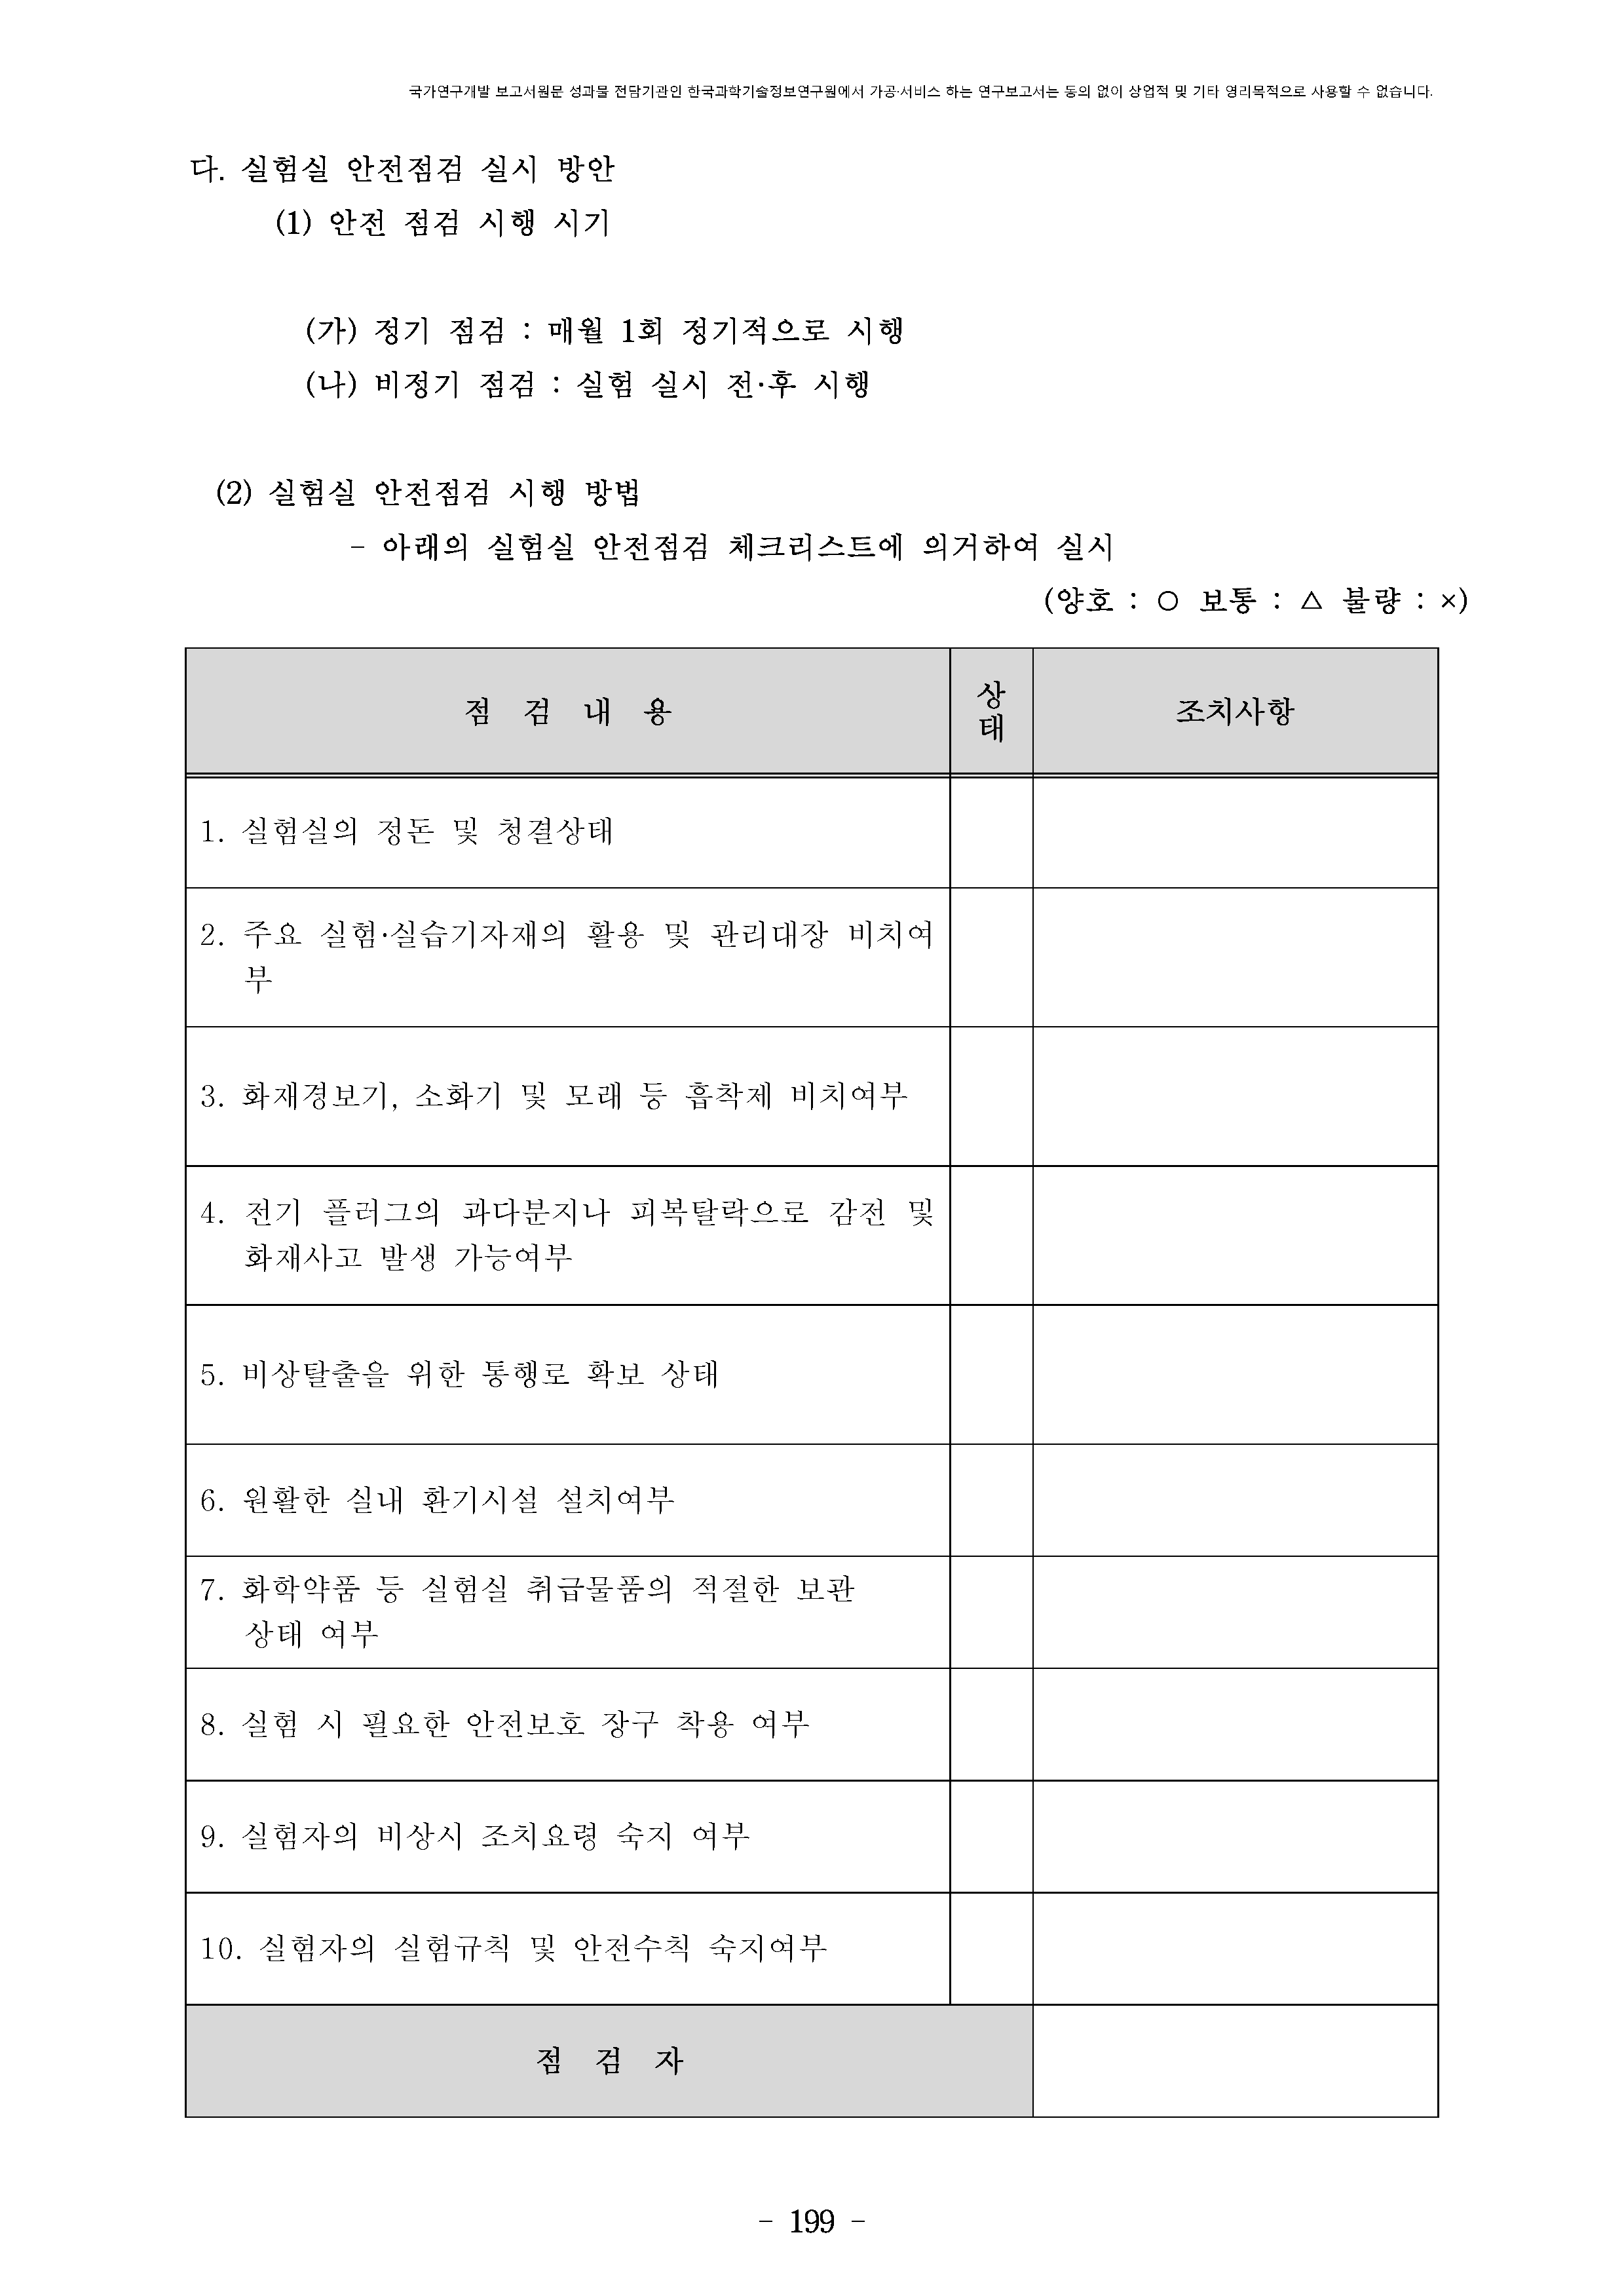 국가연구개발 보고서원문 성과물 전담기관인 한국과학기술정보연구원에서 가공·서비스 하는 연구보고서는 동의 없이 상업적 및 기타 영리목적으로 사용할 수 없습니다.
다. 실험실 안전점검 실시 방안
(1) 안전 점검 시행 시기
(가) 정기 점검 : 매월 1회 정기적으로 시행
(나) 비정기 점검 : 실험 실시 전·후 시행
(2) 실험실 안전점검 시행 방법
- 아래의 실험실 안전점검 체크리스트에 의거하여 실시
(양호 : ○ 보통 : △ 불량 : ×)
점 검 내 용
상
태
조치사항
1. 실험실의 정돈 및 청결상태
2. 주요 실험·실습기자재의 활용 및 관리대장 비치여
부
3. 화재경보기, 소화기 및 모래 등 흡착제 비치여부
4. 전기 플러그의 과다분지나 피복탈락으로 감전 및
화재사고 발생 가능여부
5. 비상탈출을 위한 통행로 확보 상태
6. 원활한 실내 환기시설 설치여부
7. 화학약품 등 실험실 취급물품의 적절한 보관
상태 여부
8. 실험 시 필요한 안전보호 장구 착용 여부
9. 실험자의 비상시 조치요령 숙지 여부
10. 실험자의 실험규칙 및 안전수칙 숙지여부
점 검 자
- 199 -